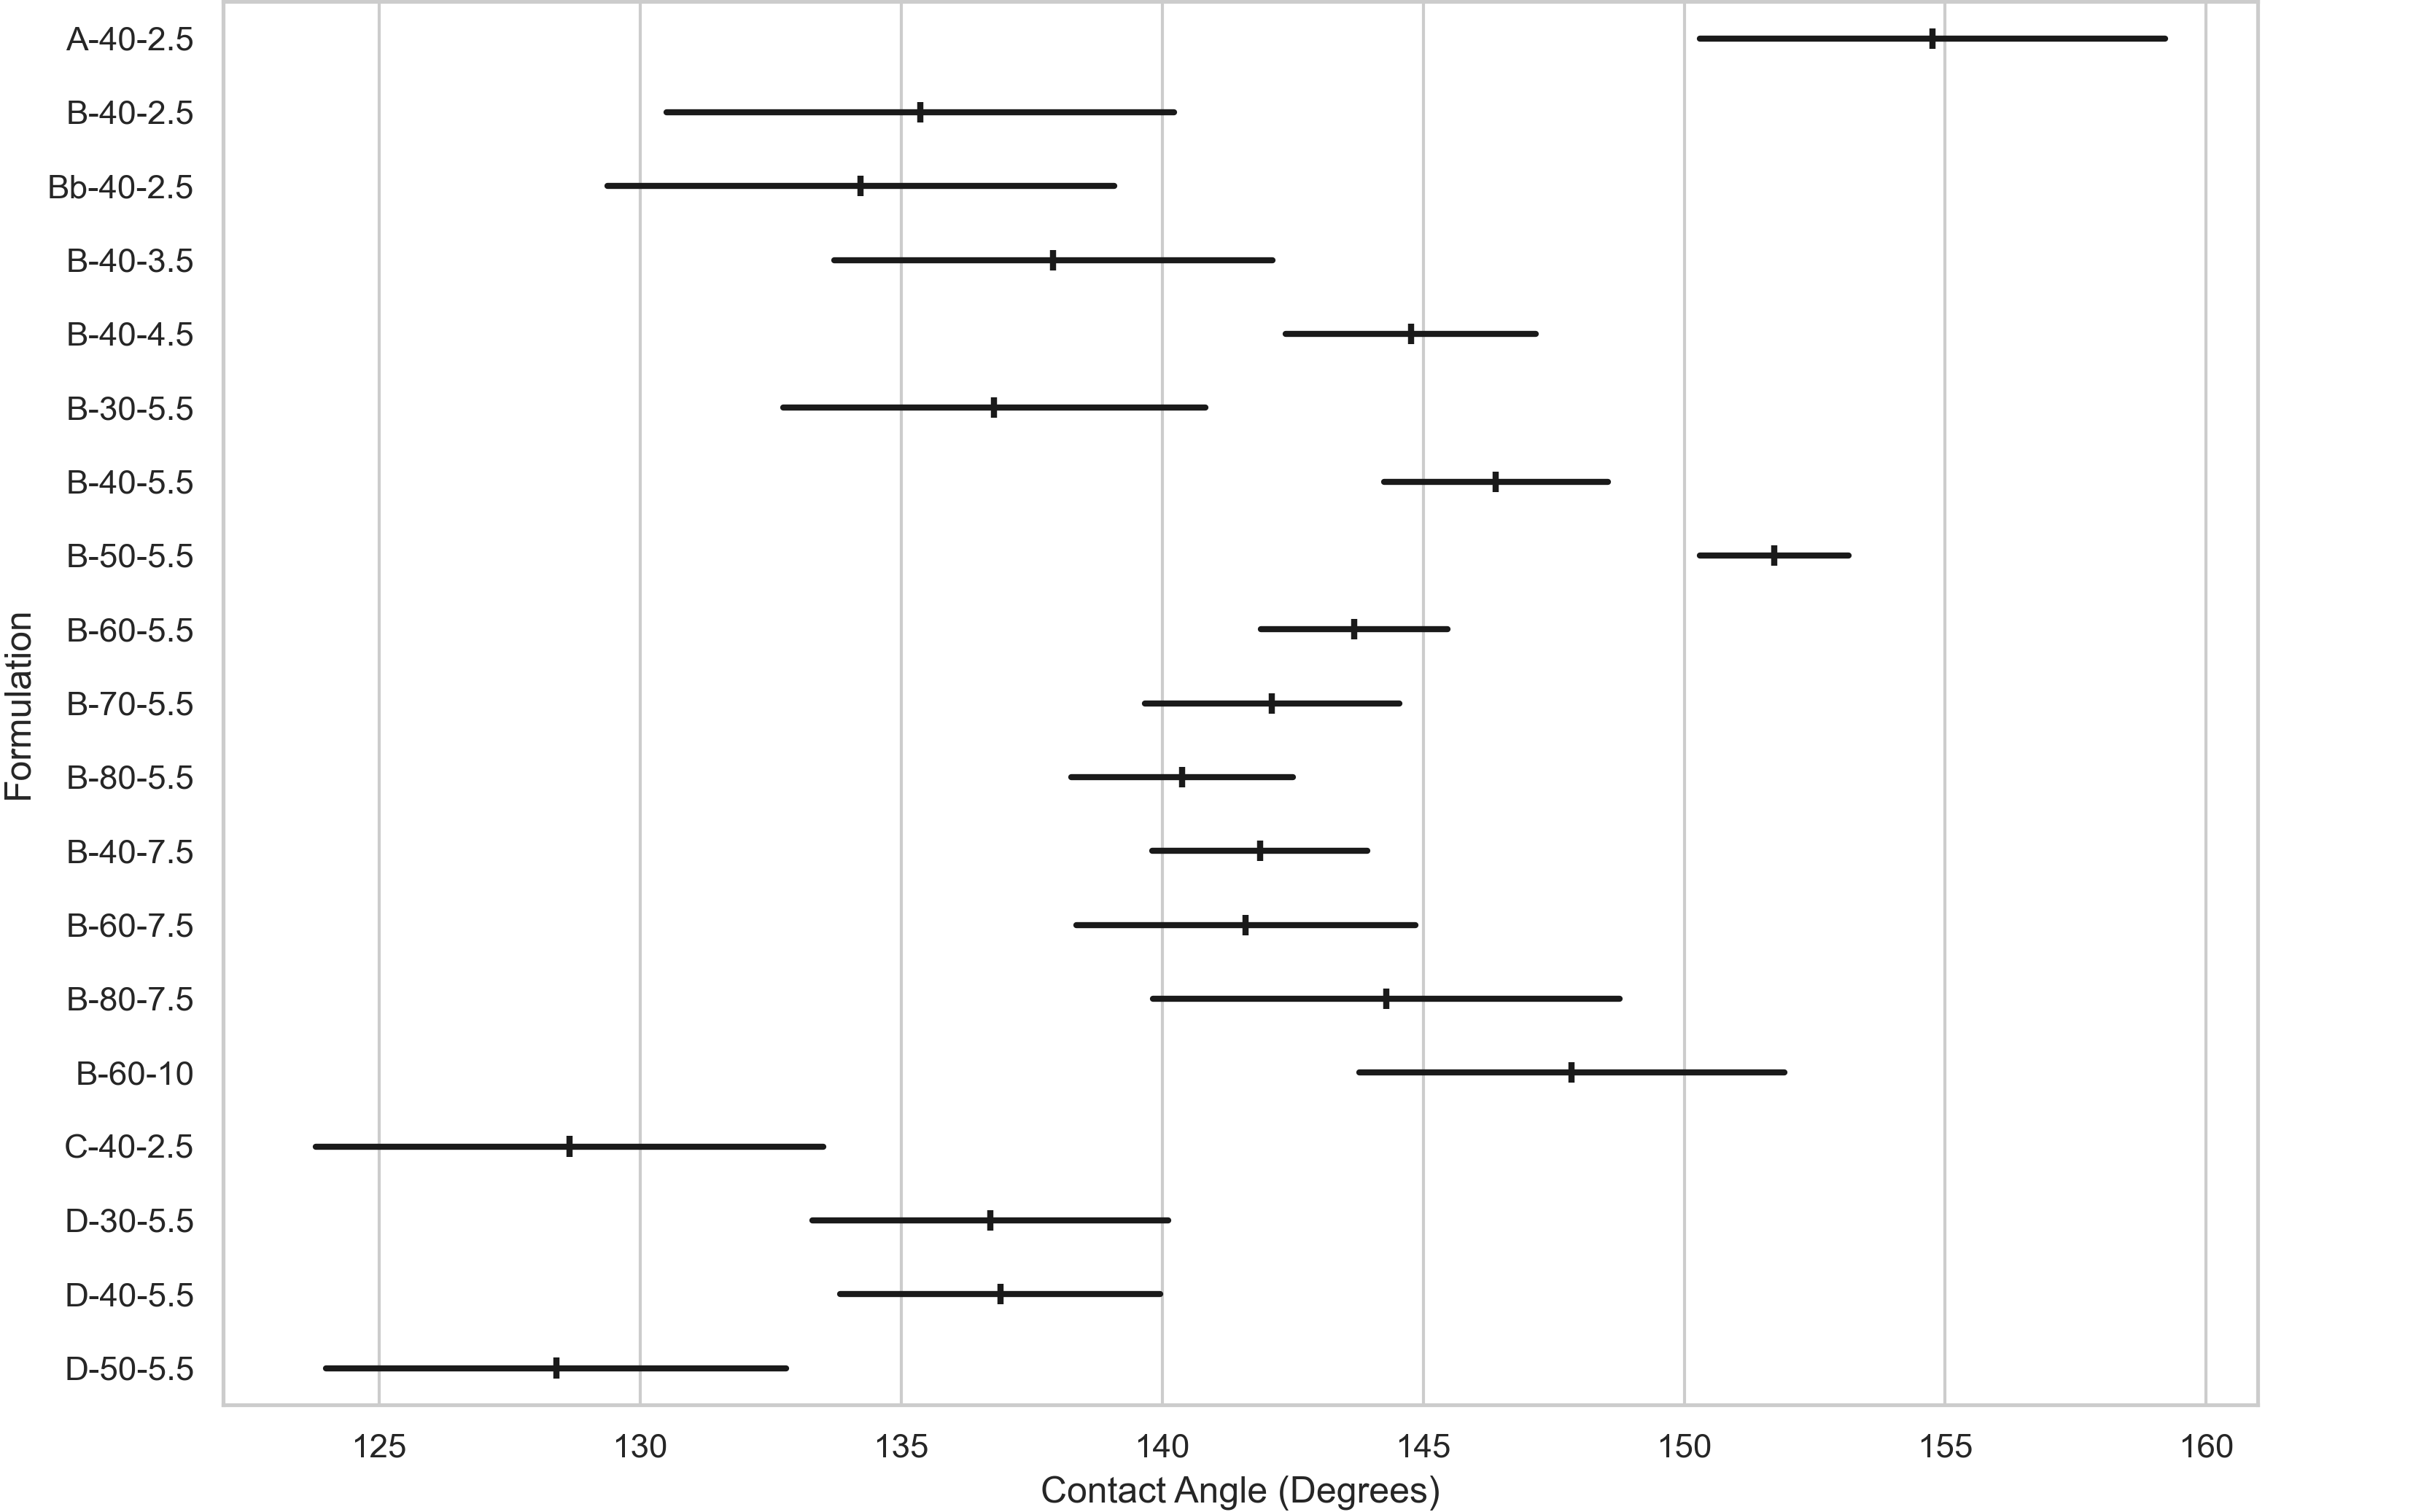 A-40-2.5
B-40-2.5
Bb-40-2.5
B-40-3.5
B-40-4.5
B-30-5.5
B-40-5.5
B-50-5.5
B-60-5.5
B-70-5.5
B-80-5.5
B-40-7.5
B-60-7.5
B-80-7.5
B-60-10
C-40-2.5
D-30-5.5
D-40-5.5
D-50-5.5
Formulation
125 130 135 140 145 150 155 160
Contact Angle (Degrees)